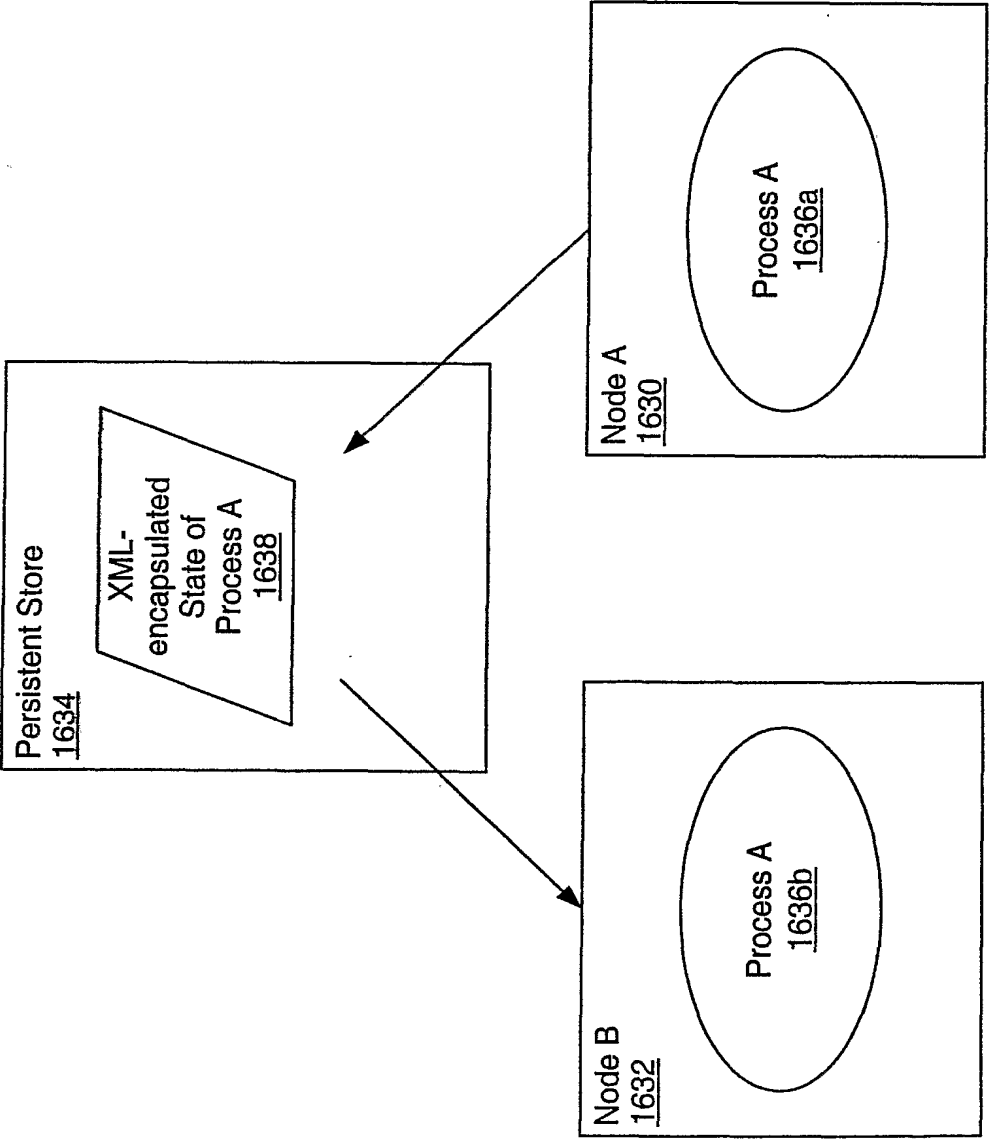 Persistent Store
1634
XML-
encapsulated
State of
Process A
1638
Node A
1630
Process A
1636a
Node B
1632
Process A
1636b